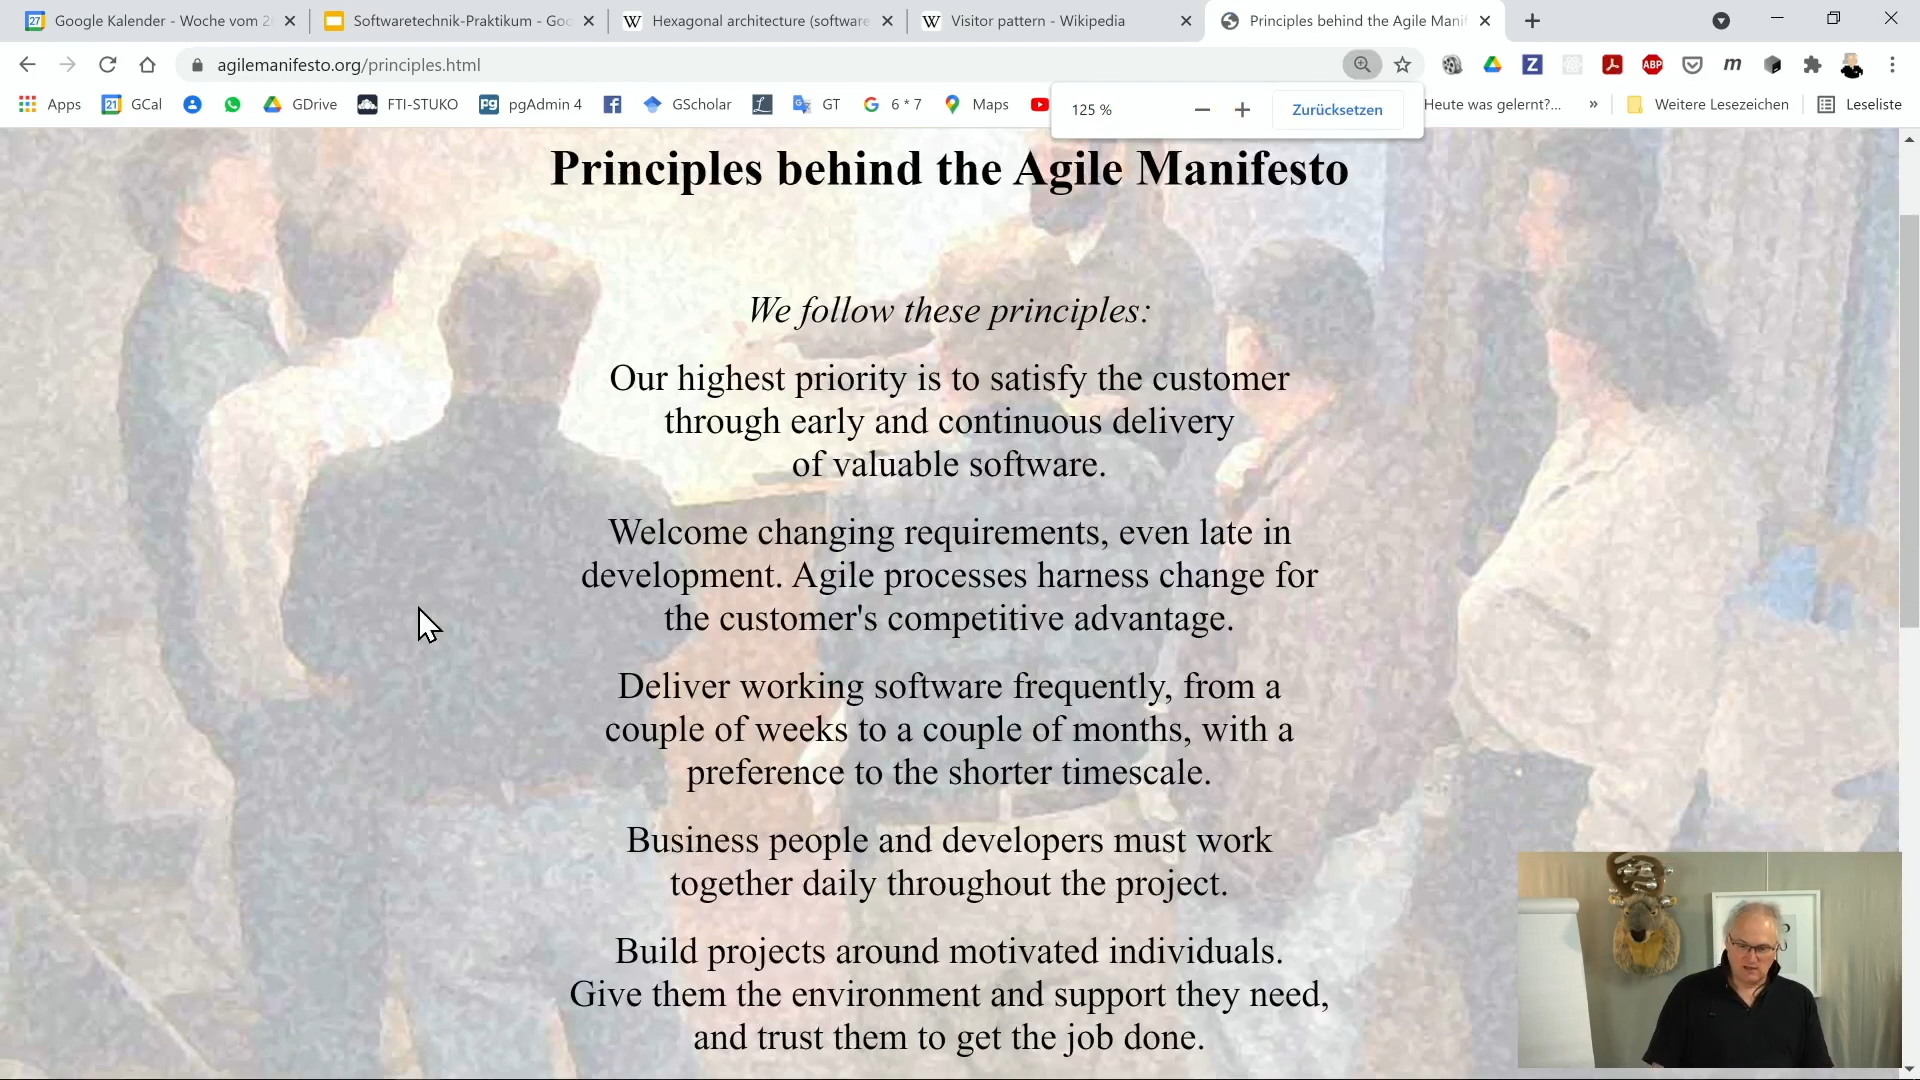 Google Kalender - Woche vom 2
Softwaretechnik-Praktikum - Goo
Hexagonal architecture (software
Visitor pattern - Wikipedia
Principles behind the Agile Manif
agilemanifesto.org/principles.html
Apps
GCal
GDrive
FTI-STUKO
pgAdmin 4
GScholar
GT
6 * 7
Maps
125 %
Zurücksetzen
Heute was gelernt?...
»
Weitere Lesezeichen
Leseliste
Principles behind the Agile Manifesto
We follow these principles:
Our highest priority is to satisfy the customer
through early and continuous delivery
of valuable software.
Welcome changing requirements, even late in
development. Agile processes harness change for
the customer's competitive advantage.
Deliver working software frequently, from a
couple of weeks to a couple of months, with a
preference to the shorter timescale.
Business people and developers must work
together daily throughout the project.
Build projects around motivated individuals.
Give them the environment and support they need,
and trust them to get the job done.